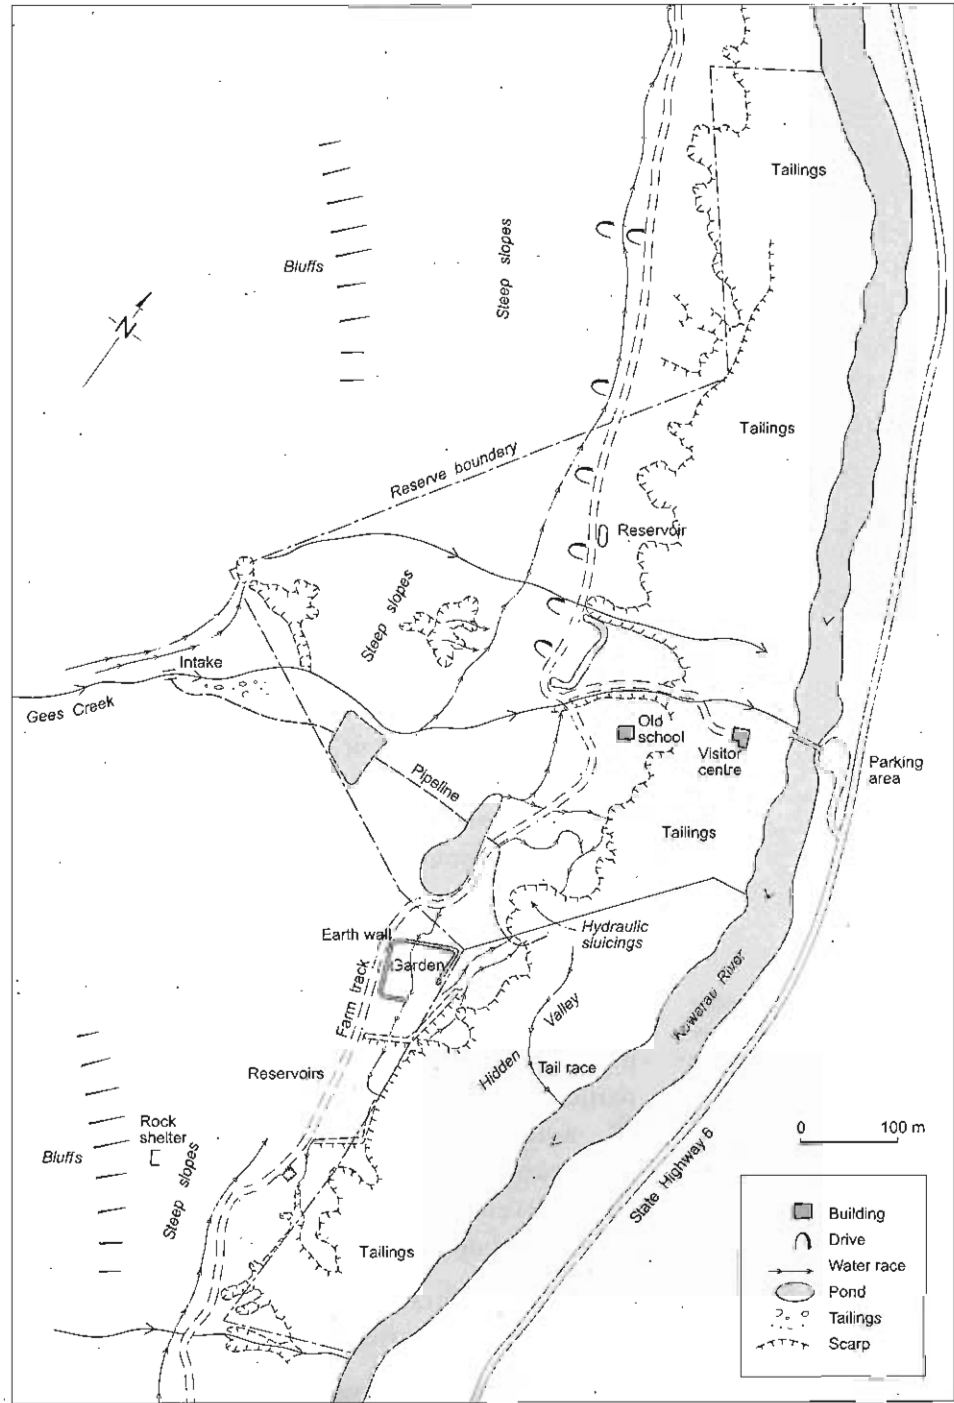 Tailings
Bluffs
Steep slopes
N
Tailings
Reserve boundary
Reservoir
Steep slopes
Intake
Gees Creek
Old
school
Visitor
centre
Parking
area
Pipeline
Tailings
Earth wall
Garden
Hydraulic
sluicings
Farm track
Kawarau River
Hidden Valley
Tail race
Reservoirs
Rock
shelter
Bluffs
Steep slopes
State Highway 6
0 100 m
Tailings
Building
Drive
Water race
Pond
Tailings
Scarp